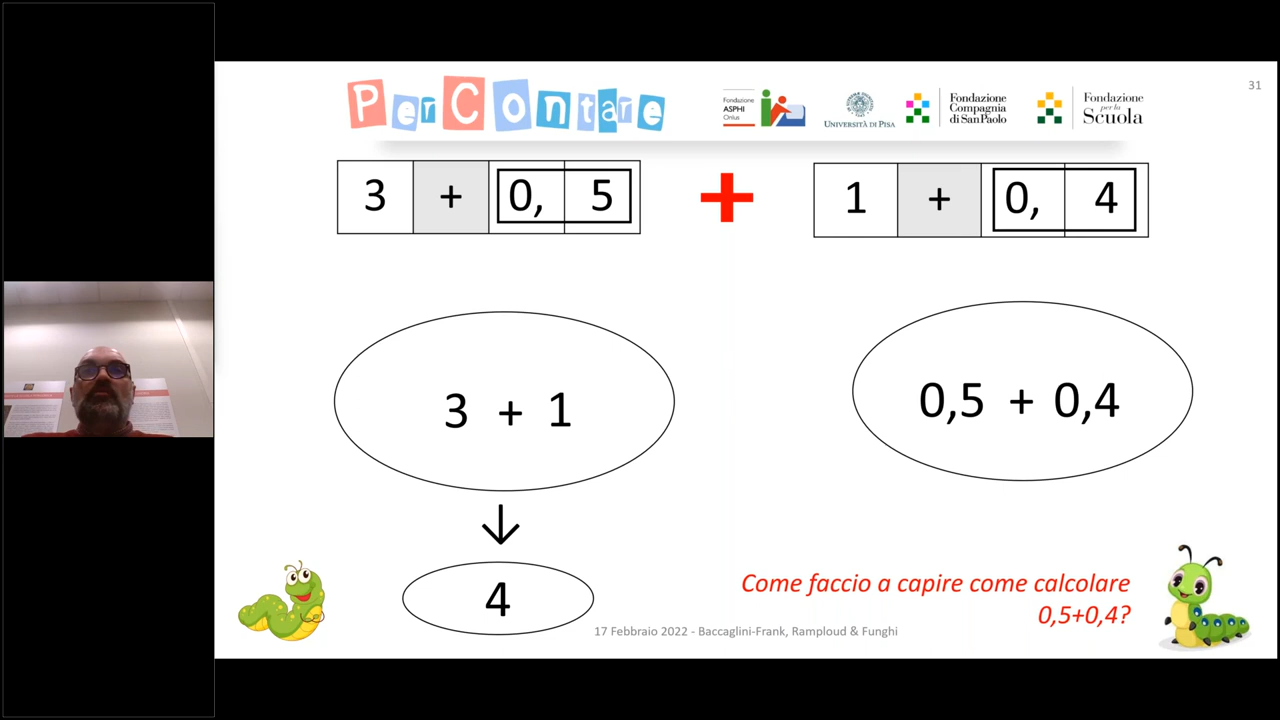 31
PerContare
Fondazione
ASPHI
Onlus
UNIVERSITÀ DI PISA
Fondazione
Compagnia
di SanPaolo
Fondazione
per la
Scuola
3 + 0, 5 + 1 + 0, 4
3 + 1
0,5 + 0,4
4
Come faccio a capire come calcolare
0,5+0,4?
17 Febbraio 2022 - Baccaglini-Frank, Ramploud & Funghi